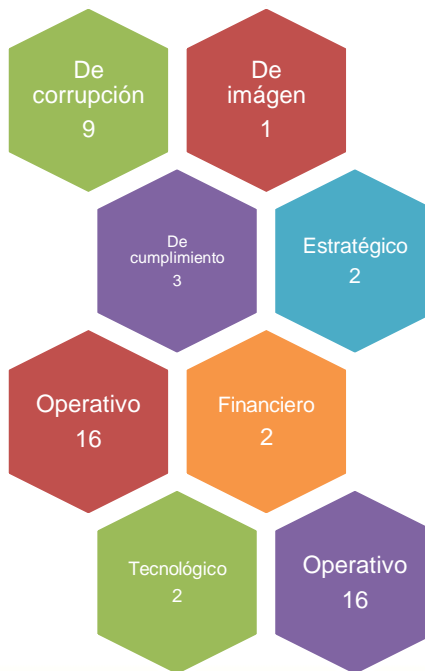 De
corrupción
9
De
imágen
1
De
cumplimiento
3
Estratégico
2
Operativo
16
Financiero
2
Tecnológico
2
Operativo
16